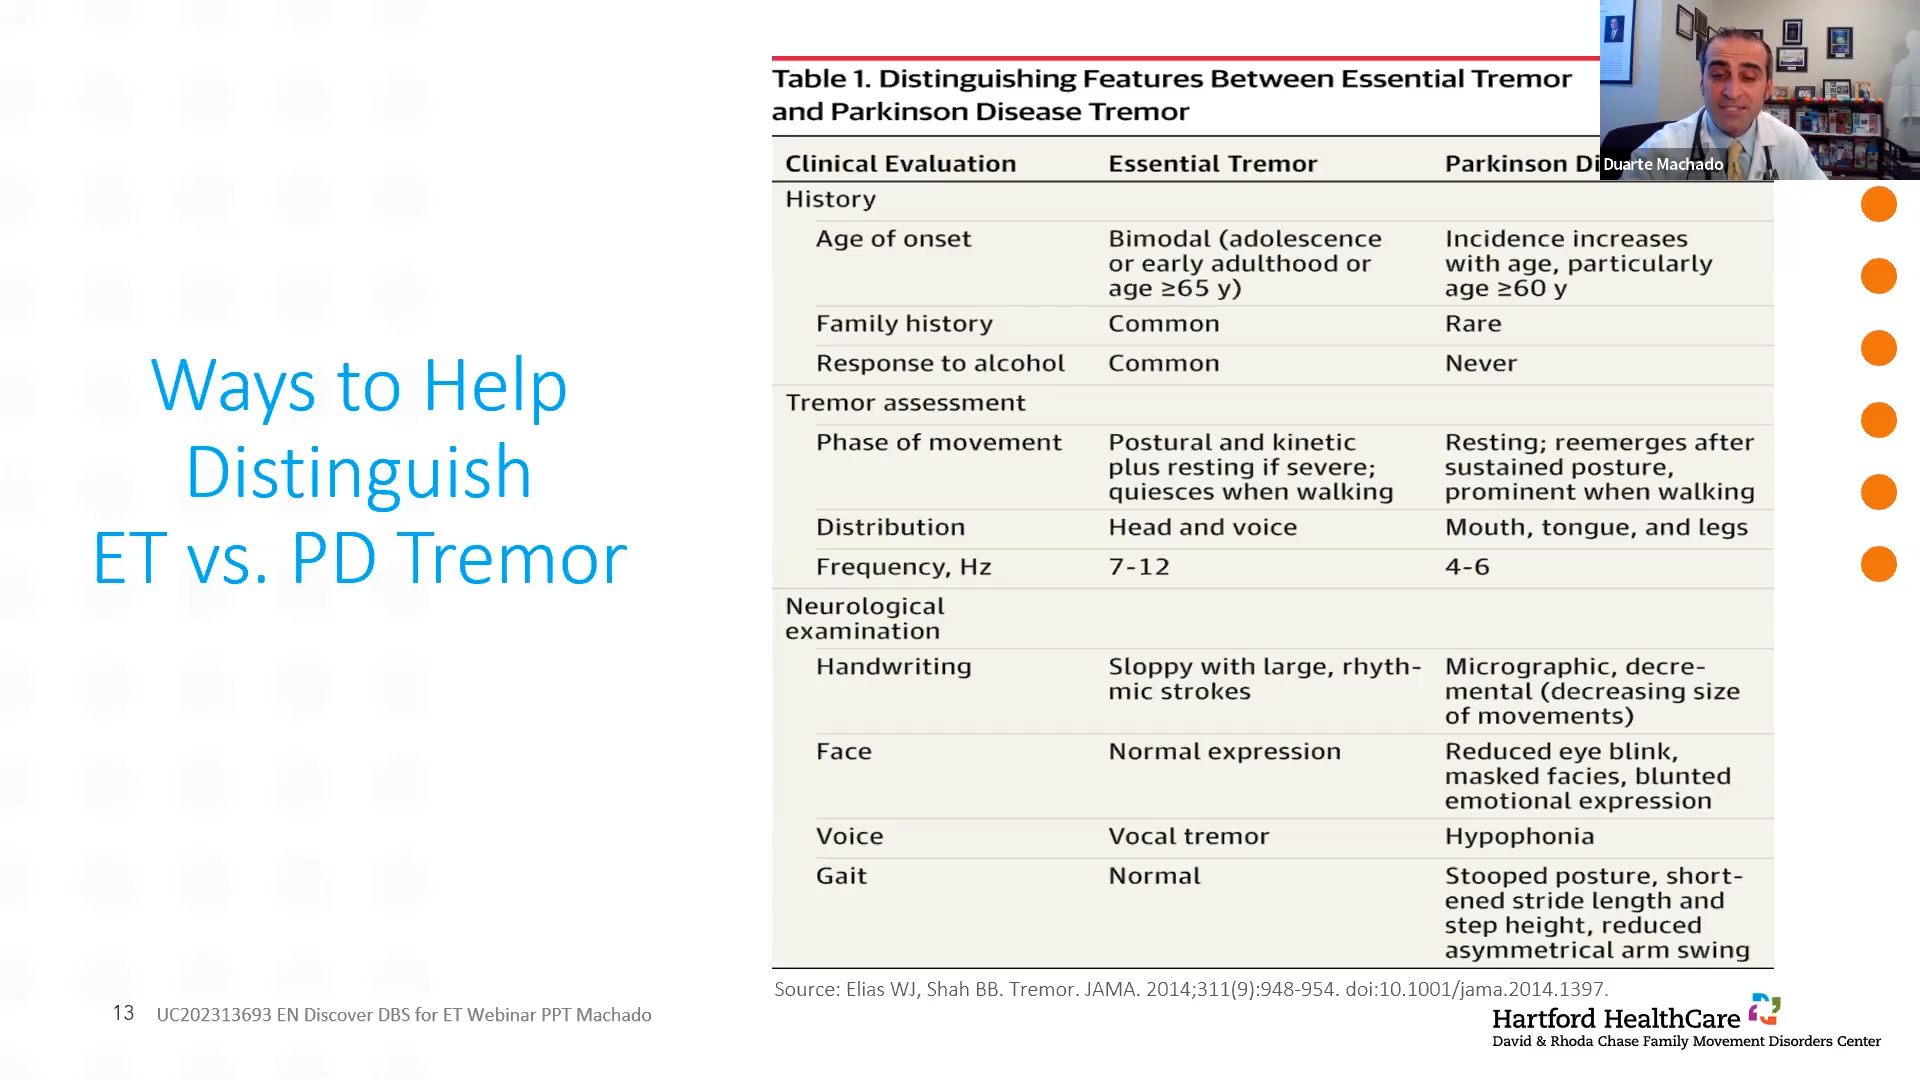 Ways to Help
Distinguish
ET vs. PD Tremor
Table 1. Distinguishing Features Between Essential Tremor
and Parkinson Disease Tremor
Clinical Evaluation Essential Tremor Parkinson Di
History
Age of onset Bimodal (adolescence Incidence increases
or early adulthood or with age, particularly
age ≥65 y) age ≥60 y
Family history Common Rare
Response to alcohol Common Never
Tremor assessment
Phase of movement Postural and kinetic Resting; reemerges after
plus resting if severe; sustained posture,
quiesces when walking prominent when walking
Distribution Head and voice Mouth, tongue, and legs
Frequency, Hz 7-12 4-6
Neurological
examination
Handwriting Sloppy with large, rhyth- Micrographic, decre-
mic strokes mental (decreasing size
of movements)
Face Normal expression Reduced eye blink,
masked facies, blunted
emotional expression
Voice Vocal tremor Hypophonia
Gait Normal Stooped posture, short-
ened stride length and
step height, reduced
asymmetrical arm swing
Source: Elias WJ, Shah BB. Tremor. JAMA. 2014;311(9):948-954. doi:10.1001/jama.2014.1397.
13 UC202313693 EN Discover DBS for ET Webinar PPT Machado
Hartford HealthCare
David & Rhoda Chase Family Movement Disorders Center
Duarte Machado